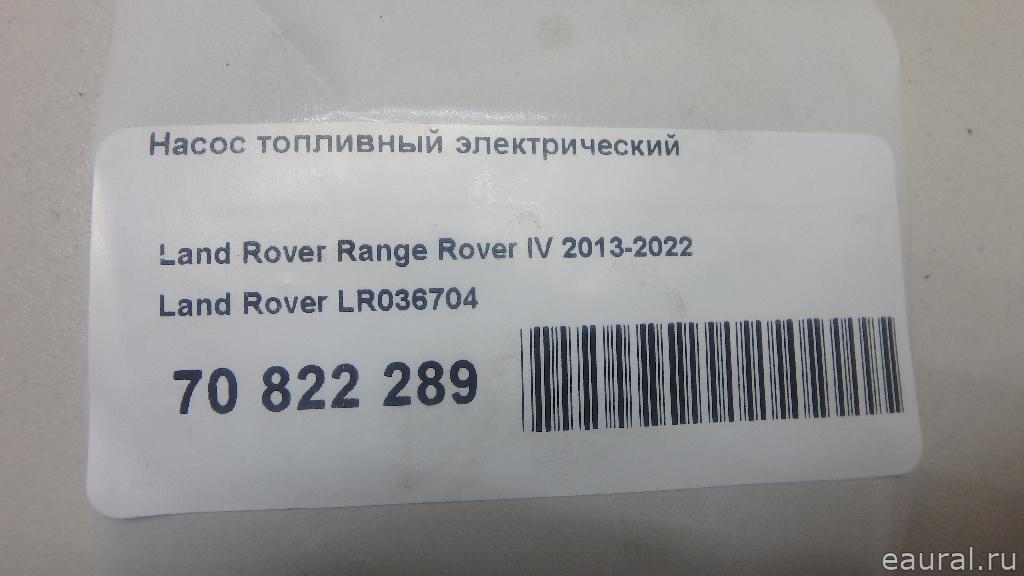 Насос топливный электрический
Land Rover Range Rover IV 2013-2022
Land Rover LR036704
70 822 289
eaural.ru